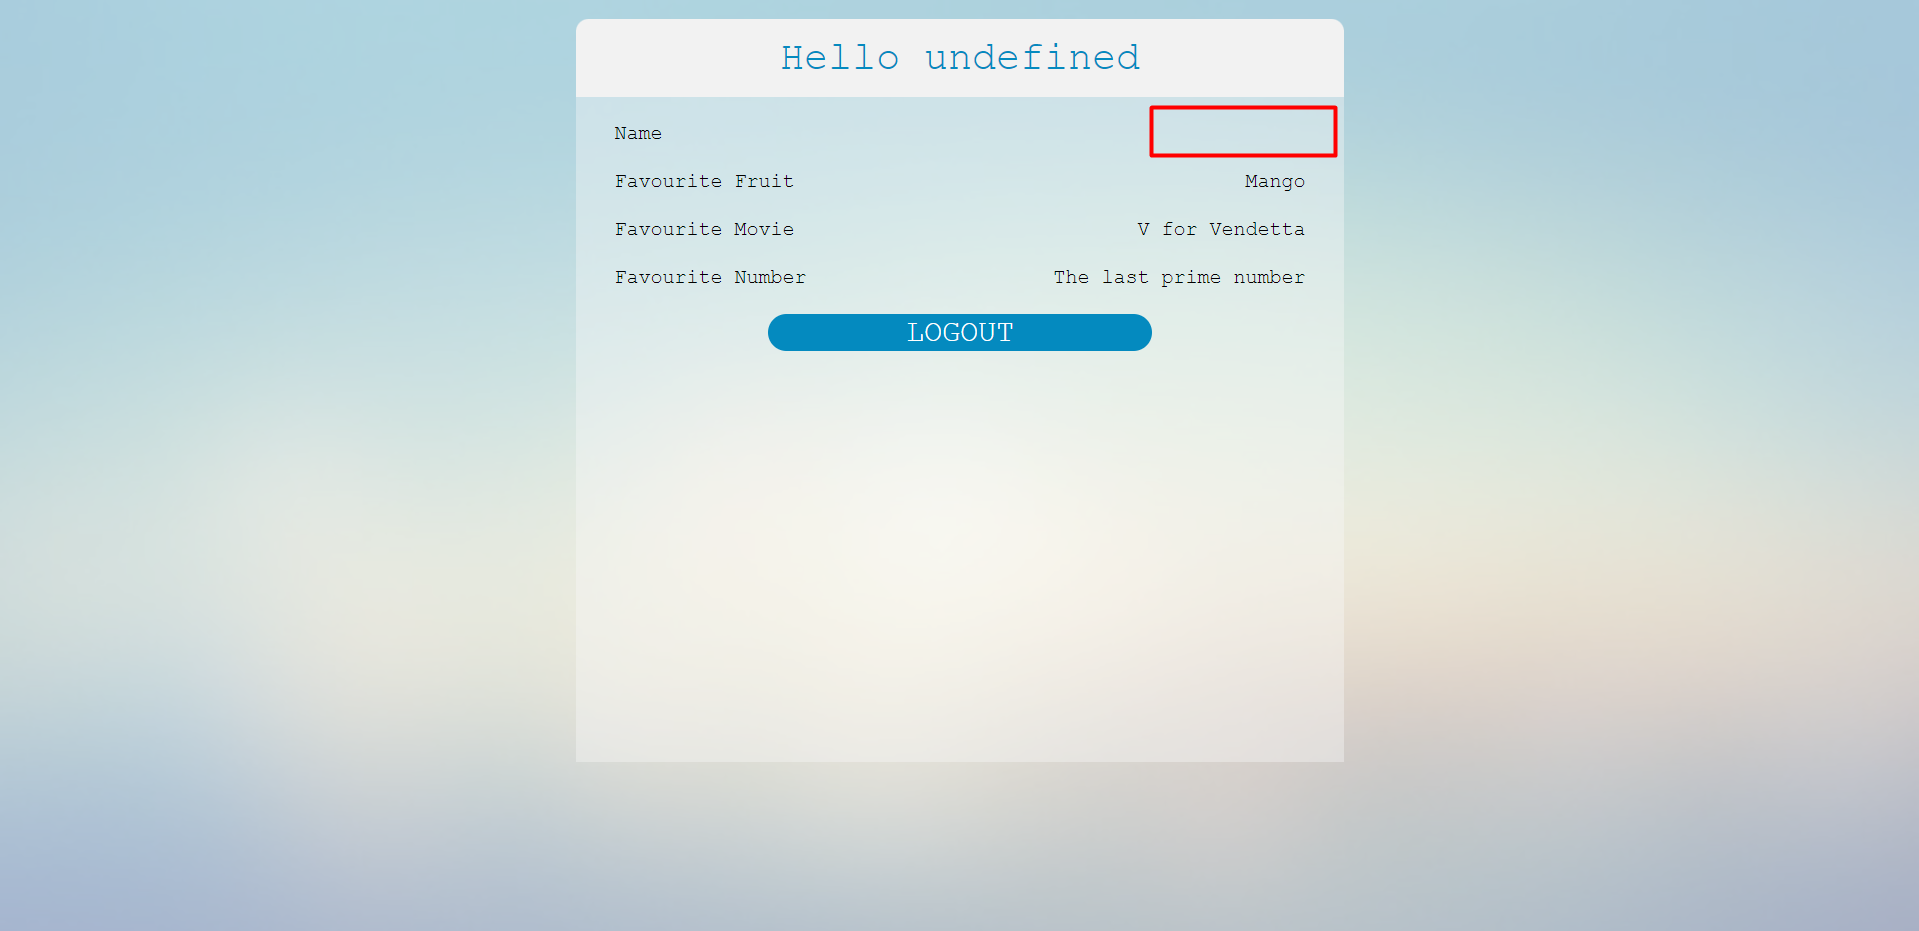 Hello undefined
Name
Favourite Fruit Mango
Favourite Movie V for Vendetta
Favourite Number The last prime number
LOGOUT